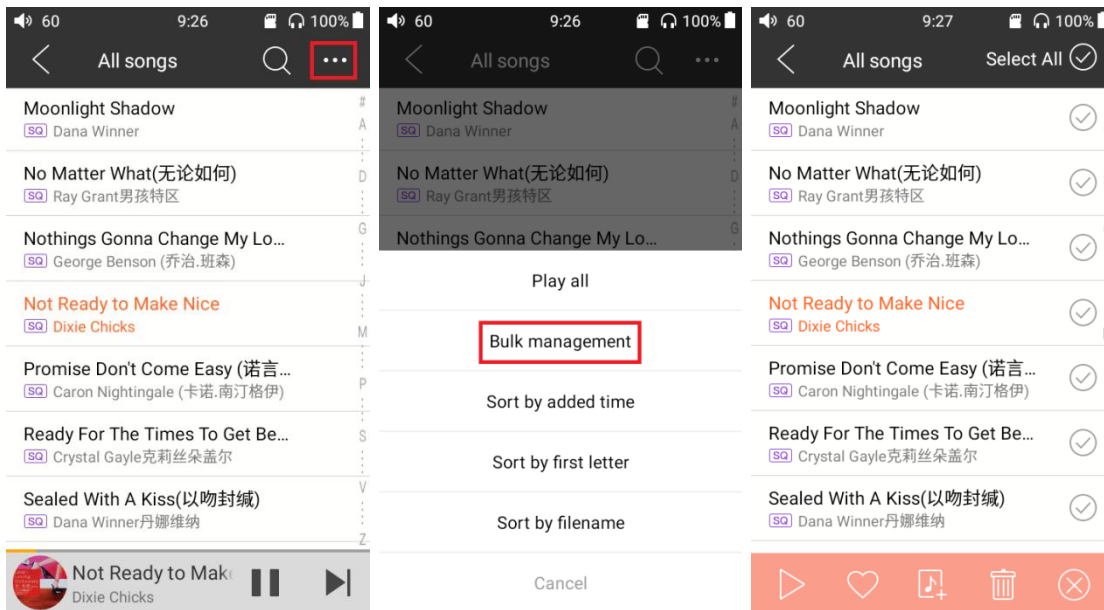 60 9:26 100%
All songs
Moonlight Shadow
SQ Dana Winner
No Matter What(无论如何)
SQ Ray Grant男孩特区
Nothings Gonna Change My Lo...
SQ George Benson (乔治.班森)
Not Ready to Make Nice
SQ Dixie Chicks
Promise Don't Come Easy (诺言...
SQ Caron Nightingale (卡诺.南汀格伊)
Ready For The Times To Get Be...
SQ Crystal Gayle克莉丝朵盖尔
Sealed With A Kiss(以吻封缄)
SQ Dana Winner丹娜维纳
#
A
D
G
J
M
P
S
V
Z
Not Ready to Mak
Dixie Chicks
60 9:26 100%
All songs
Moonlight Shadow
SQ Dana Winner
No Matter What(无论如何)
SQ Ray Grant男孩特区
Nothings Gonna Change My Lo...
#
A
D
G
Play all
Bulk management
Sort by added time
Sort by first letter
Sort by filename
Cancel
60 9:27 100%
All songs Select All
Moonlight Shadow
SQ Dana Winner
No Matter What(无论如何)
SQ Ray Grant男孩特区
Nothings Gonna Change My Lo...
SQ George Benson (乔治.班森)
Not Ready to Make Nice
SQ Dixie Chicks
Promise Don't Come Easy (诺言...
SQ Caron Nightingale (卡诺.南汀格伊)
Ready For The Times To Get Be...
SQ Crystal Gayle克莉丝朵盖尔
Sealed With A Kiss(以吻封缄)
SQ Dana Winner丹娜维纳